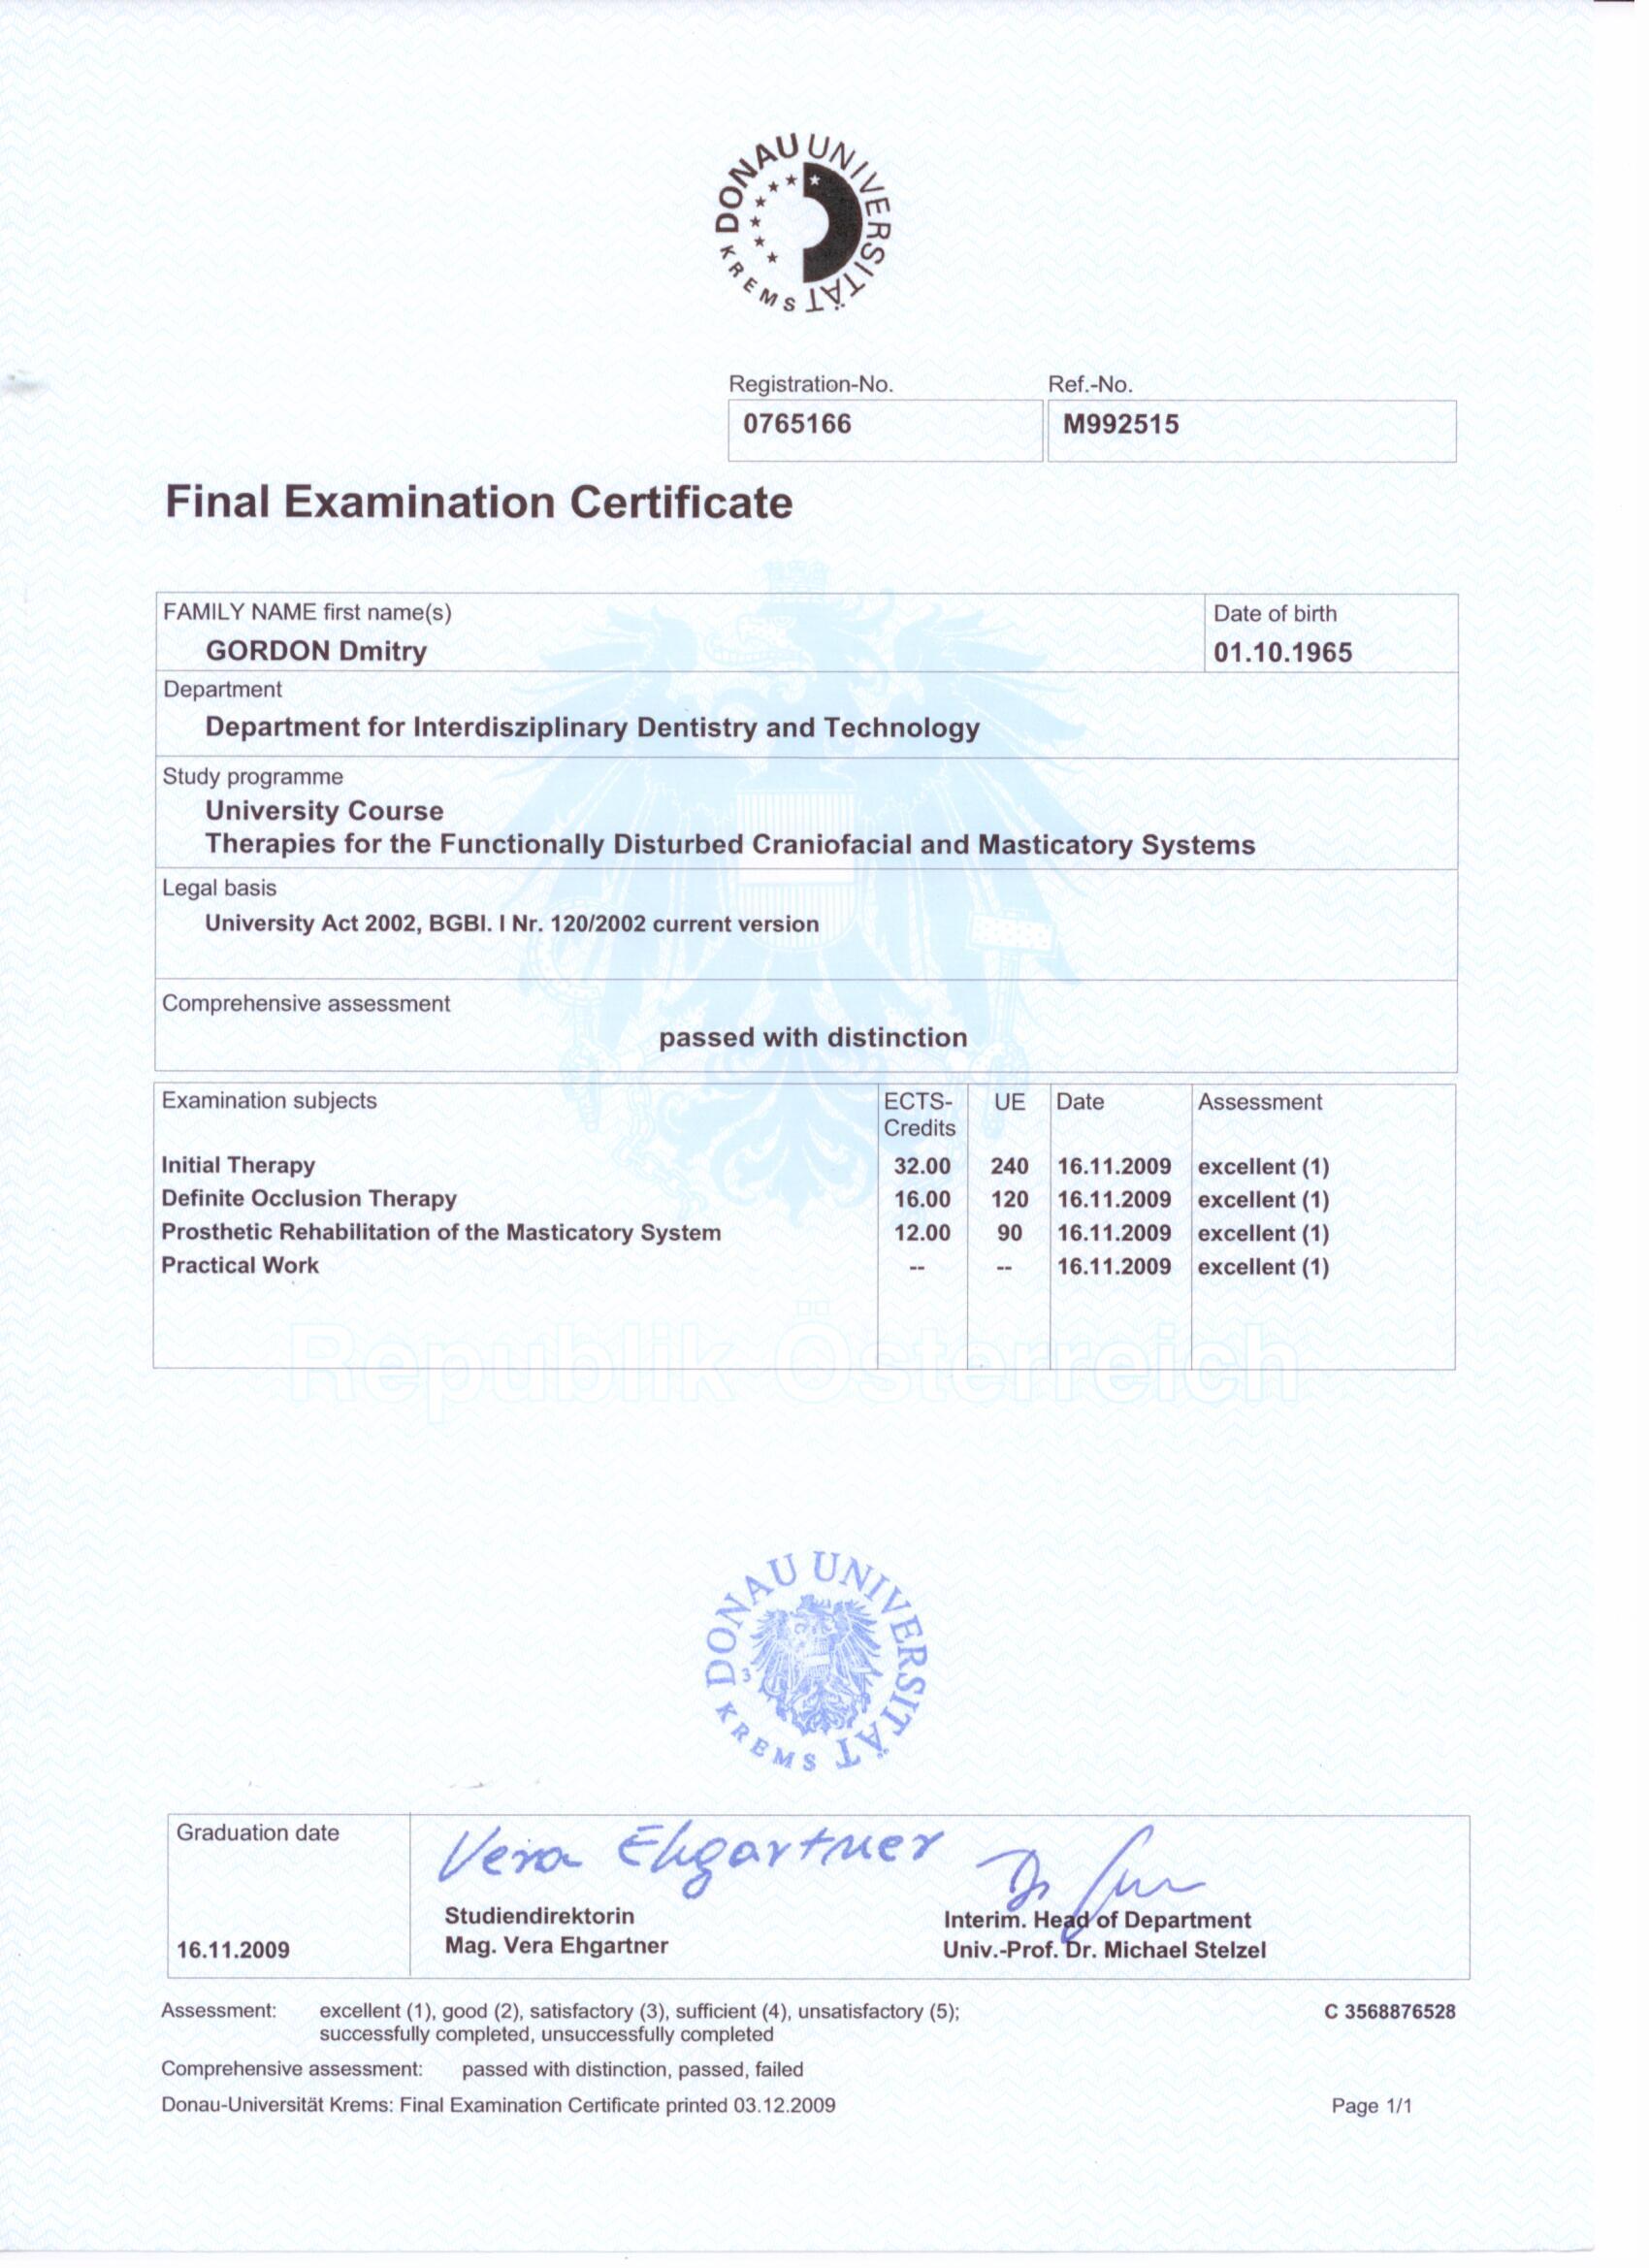 DONAU UNIVERSITÄT KREMS
Registration-No. Ref.-No.
0765166 M992515
Final Examination Certificate
FAMILY NAME first name(s) Date of birth
GORDON Dmitry 01.10.1965
Department
Department for Interdisziplinary Dentistry and Technology
Study programme
University Course
Therapies for the Functionally Disturbed Craniofacial and Masticatory Systems
Legal basis
University Act 2002, BGBl. I Nr. 120/2002 current version
Comprehensive assessment
passed with distinction
Examination subjects ECTS- UE Date Assessment
Credits
Initial Therapy 32.00 240 16.11.2009 excellent (1)
Definite Occlusion Therapy 16.00 120 16.11.2009 excellent (1)
Prosthetic Rehabilitation of the Masticatory System 12.00 90 16.11.2009 excellent (1)
Practical Work -- -- 16.11.2009 excellent (1)
Republik Österreich
DONAU UNIVERSITÄT KREMS
3
Graduation date
Vera Ehgartner
Studiendirektorin Interim. Head of Department
16.11.2009 Mag. Vera Ehgartner Univ.-Prof. Dr. Michael Stelzel
Assessment: excellent (1), good (2), satisfactory (3), sufficient (4), unsatisfactory (5); C 3568876528
successfully completed, unsuccessfully completed
Comprehensive assessment: passed with distinction, passed, failed
Donau-Universität Krems: Final Examination Certificate printed 03.12.2009 Page 1/1